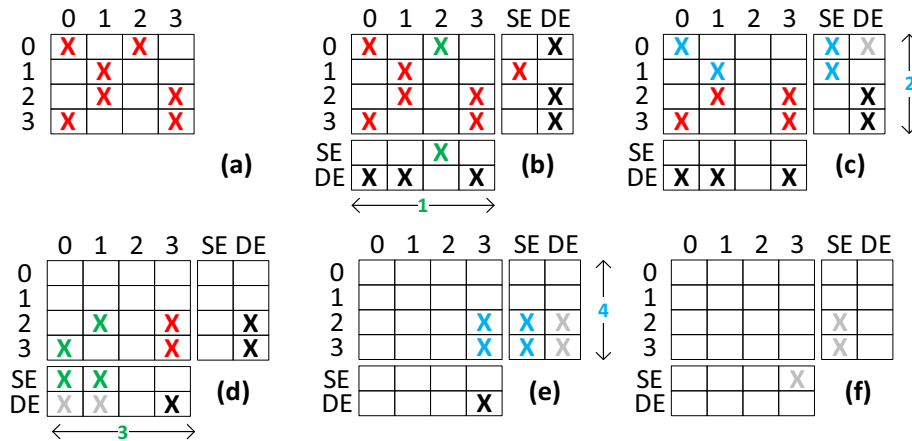 0 1 2 3
0 X X
1 X
2 X X
3 X X
(a)
0 1 2 3 SE DE
0 X X X
1 X X
2 X X X
3 X X X
SE X
DE X X X
(b)
1
0 1 2 3 SE DE
0 X X X
1 X X
2 X X X
3 X X X
SE
DE X X X
(c)
2
0 1 2 3 SE DE
0
1
2 X X X
3 X X X
SE X X
DE X X X
(d)
3
0 1 2 3 SE DE
0
1
2 X X X
3 X X X
SE
DE X
(e)
4
0 1 2 3 SE DE
0
1
2 X
3 X
SE X
DE
(f)